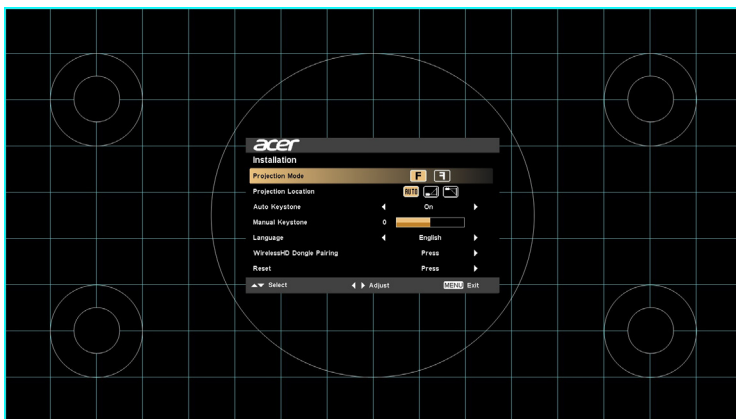 acer
Installation
Projection Mode F F
Projection Location AUTO
Auto Keystone On
Manual Keystone 0
Language English
WirelessHD Dongle Pairing Press
Reset Press
Select Adjust MENU Exit